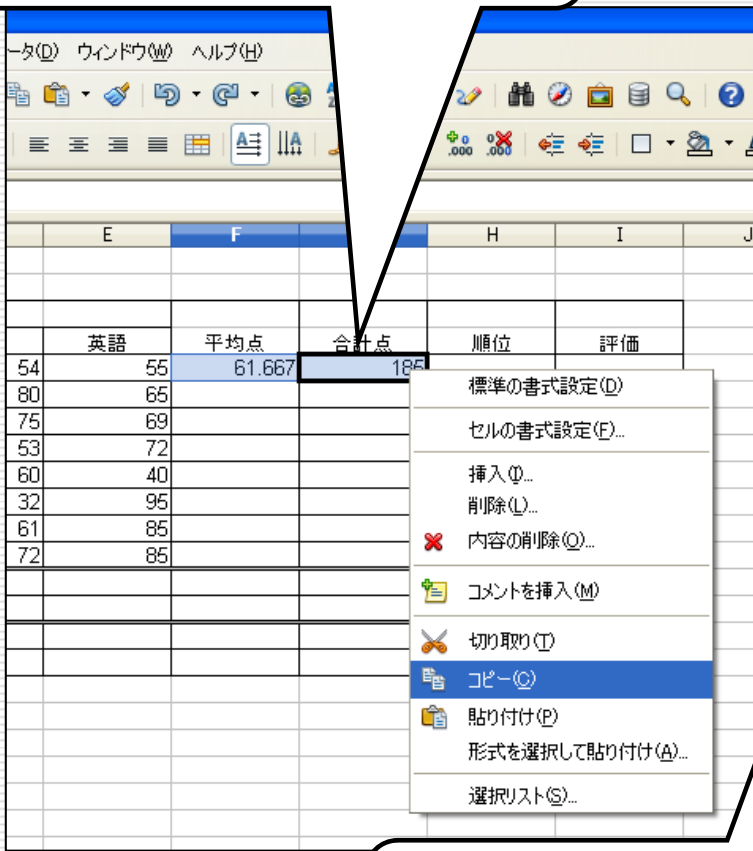 ータ(D) ウィンドウ(W) ヘルプ(H)
E F H I J
英語 平均点 合計点 順位 評価
54 55 61.667 185
80 65
75 69
53 72
60 40
32 95
61 85
72 85
標準の書式設定(D)
セルの書式設定(F)...
挿入(I)...
削除(L)...
内容の削除(O)...
コメントを挿入(M)
切り取り(T)
コピー(C)
貼り付け(P)
形式を選択して貼り付け(A)...
選択リスト(S)...